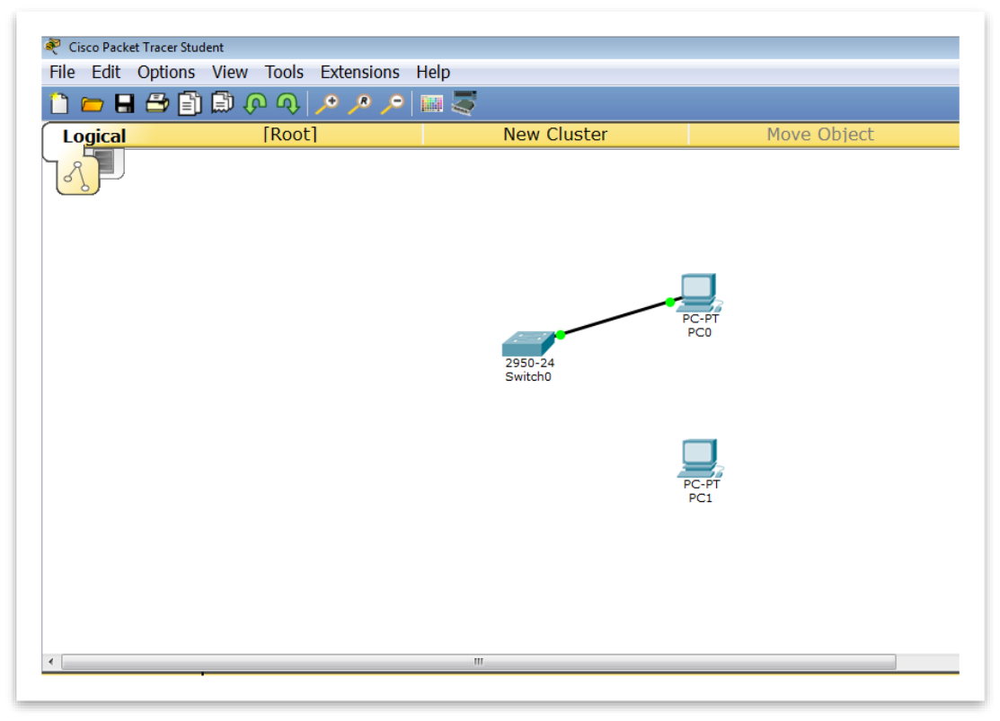 Cisco Packet Tracer Student
File Edit Options View Tools Extensions Help
Logical [Root] New Cluster Move Object
PC-PT
PC0
2950-24
Switch0
PC-PT
PC1